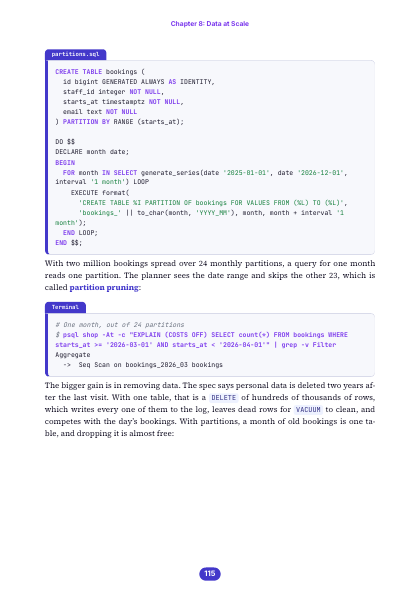 Chapter 8: Data at Scale
partitions.sql
CREATE TABLE bookings (
  id bigint GENERATED ALWAYS AS IDENTITY,
  staff_id integer NOT NULL,
  starts_at timestamptz NOT NULL,
  email text NOT NULL
) PARTITION BY RANGE (starts_at);

DO $$
DECLARE month date;
BEGIN
  FOR month IN SELECT generate_series(date '2025-01-01', date '2026-12-01',
interval '1 month') LOOP
    EXECUTE format(
      'CREATE TABLE %I PARTITION OF bookings FOR VALUES FROM (%L) TO (%L)',
      'bookings_' || to_char(month, 'YYYY_MM'), month, month + interval '1
month');
  END LOOP;
END $$;
With two million bookings spread over 24 monthly partitions, a query for one month
reads one partition. The planner sees the date range and skips the other 23, which is
called partition pruning:
Terminal
# One month, out of 24 partitions
$ psql shop -At -c "EXPLAIN (COSTS OFF) SELECT count(*) FROM bookings WHERE
starts_at >= '2026-03-01' AND starts_at < '2026-04-01'" | grep -v Filter
Aggregate
  ->  Seq Scan on bookings_2026_03 bookings
The bigger gain is in removing data. The spec says personal data is deleted two years af-
ter the last visit. With one table, that is a DELETE of hundreds of thousands of rows,
which writes every one of them to the log, leaves dead rows for VACUUM to clean, and
competes with the day's bookings. With partitions, a month of old bookings is one ta-
ble, and dropping it is almost free:
115